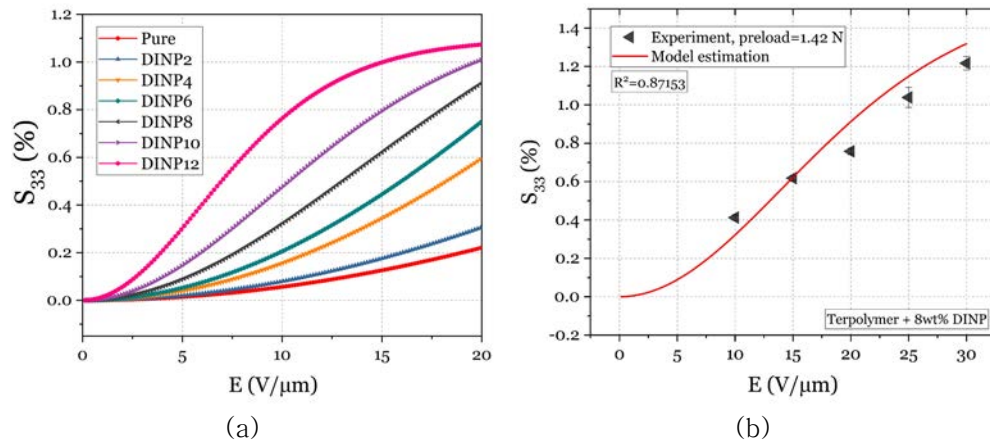 1.2
1.0
0.8
0.6
0.4
0.2
0.0
S33 (%)
Pure
DINP2
DINP4
DINP6
DINP8
DINP10
DINP12
0 5 10 15 20
E (V/μm)
(a)
1.4
1.2
1.0
0.8
0.6
0.4
0.2
0.0
-0.2
S33 (%)
Experiment, preload=1.42 N
Model estimation
R²=0.87153
Terpolymer + 8wt% DINP
0 5 10 15 20 25 30
E (V/μm)
(b)